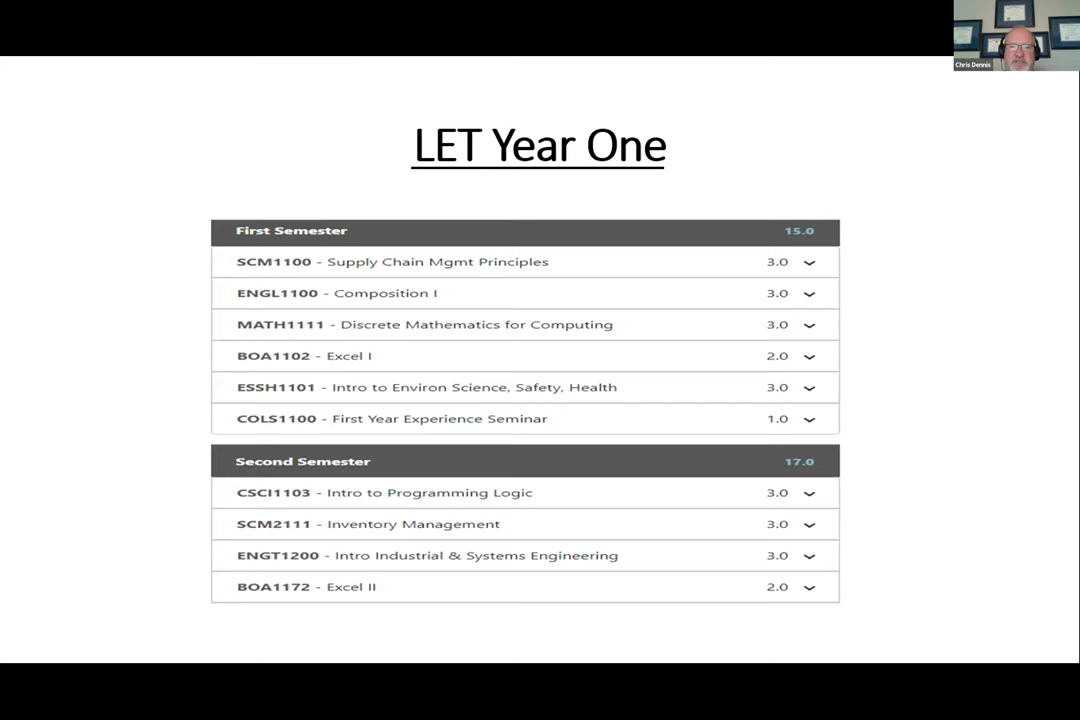 Chris Dennis
LET Year One
First Semester 15.0
SCM1100 - Supply Chain Mgmt Principles 3.0
ENGL1100 - Composition I 3.0
MATH1111 - Discrete Mathematics for Computing 3.0
BOA1102 - Excel I 2.0
ESSH1101 - Intro to Environ Science, Safety, Health 3.0
COLS1100 - First Year Experience Seminar 1.0
Second Semester 17.0
CSCI1103 - Intro to Programming Logic 3.0
SCM2111 - Inventory Management 3.0
ENGT1200 - Intro Industrial & Systems Engineering 3.0
BOA1172 - Excel II 2.0